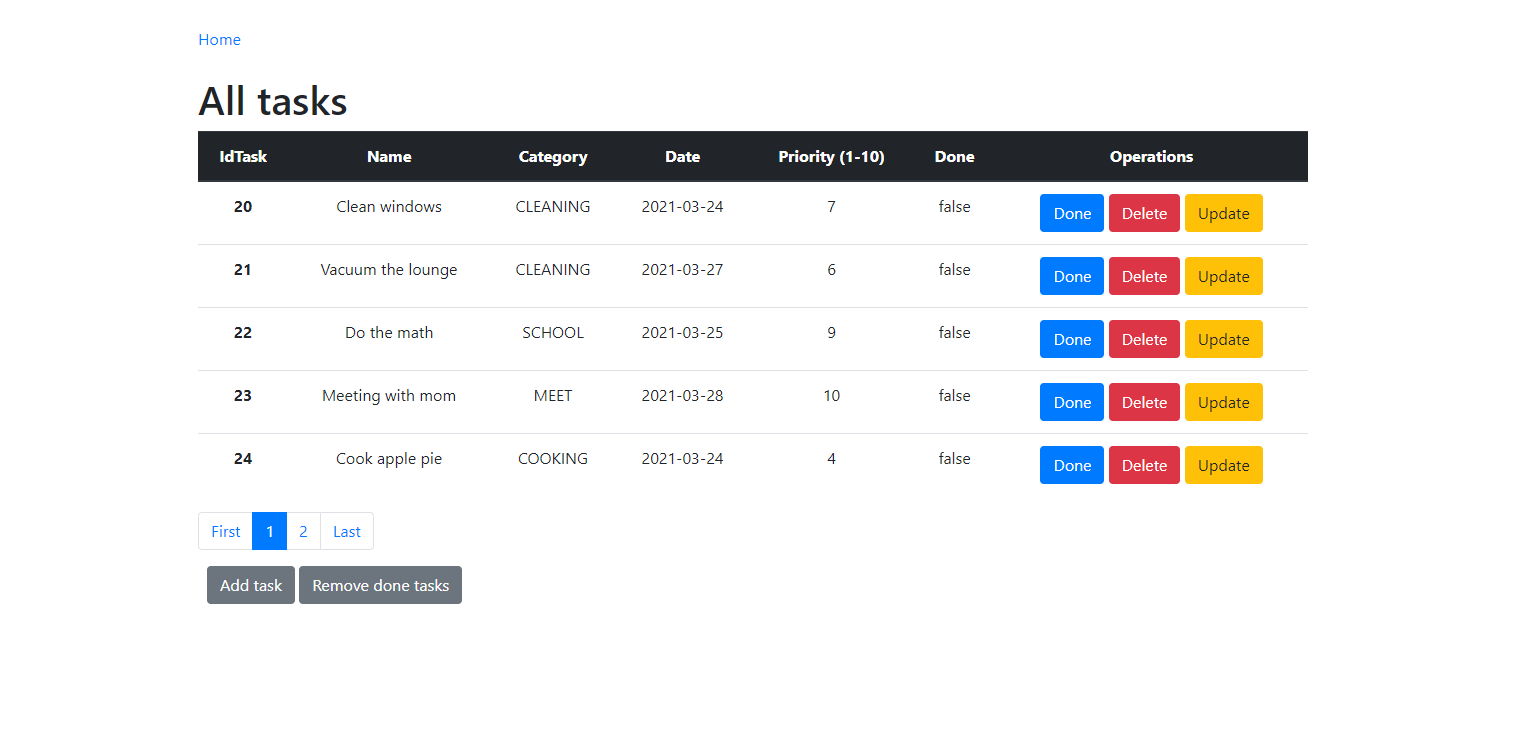 Home
All tasks
IdTask Name Category Date Priority (1-10) Done Operations
20 Clean windows CLEANING 2021-03-24 7 false Done Delete Update
21 Vacuum the lounge CLEANING 2021-03-27 6 false Done Delete Update
22 Do the math SCHOOL 2021-03-25 9 false Done Delete Update
23 Meeting with mom MEET 2021-03-28 10 false Done Delete Update
24 Cook apple pie COOKING 2021-03-24 4 false Done Delete Update
First 1 2 Last
Add task Remove done tasks